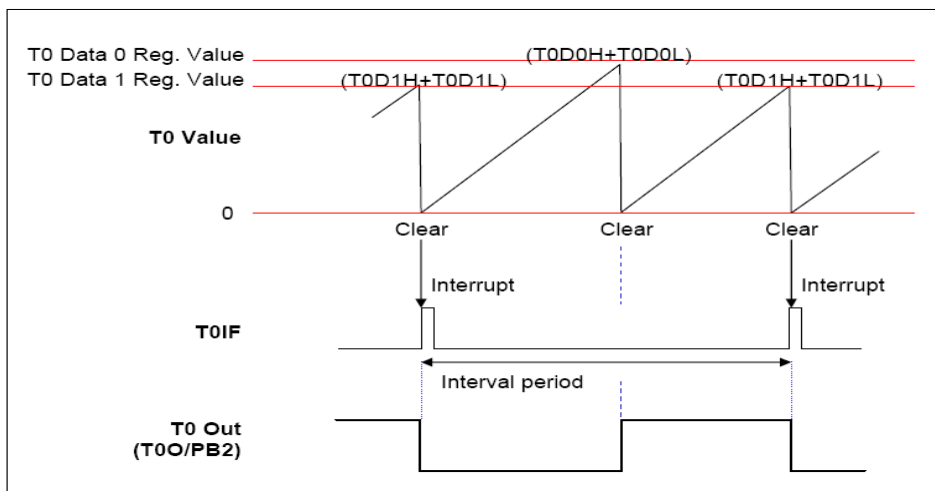 T0 Data 0 Reg. Value
(T0D0H+T0D0L)
T0 Data 1 Reg. Value
(T0D1H+T0D1L)
(T0D1H+T0D1L)
T0 Value
0
Clear
Clear
Clear
Interrupt
Interrupt
T0IF
Interval period
T0 Out
(T0O/PB2)